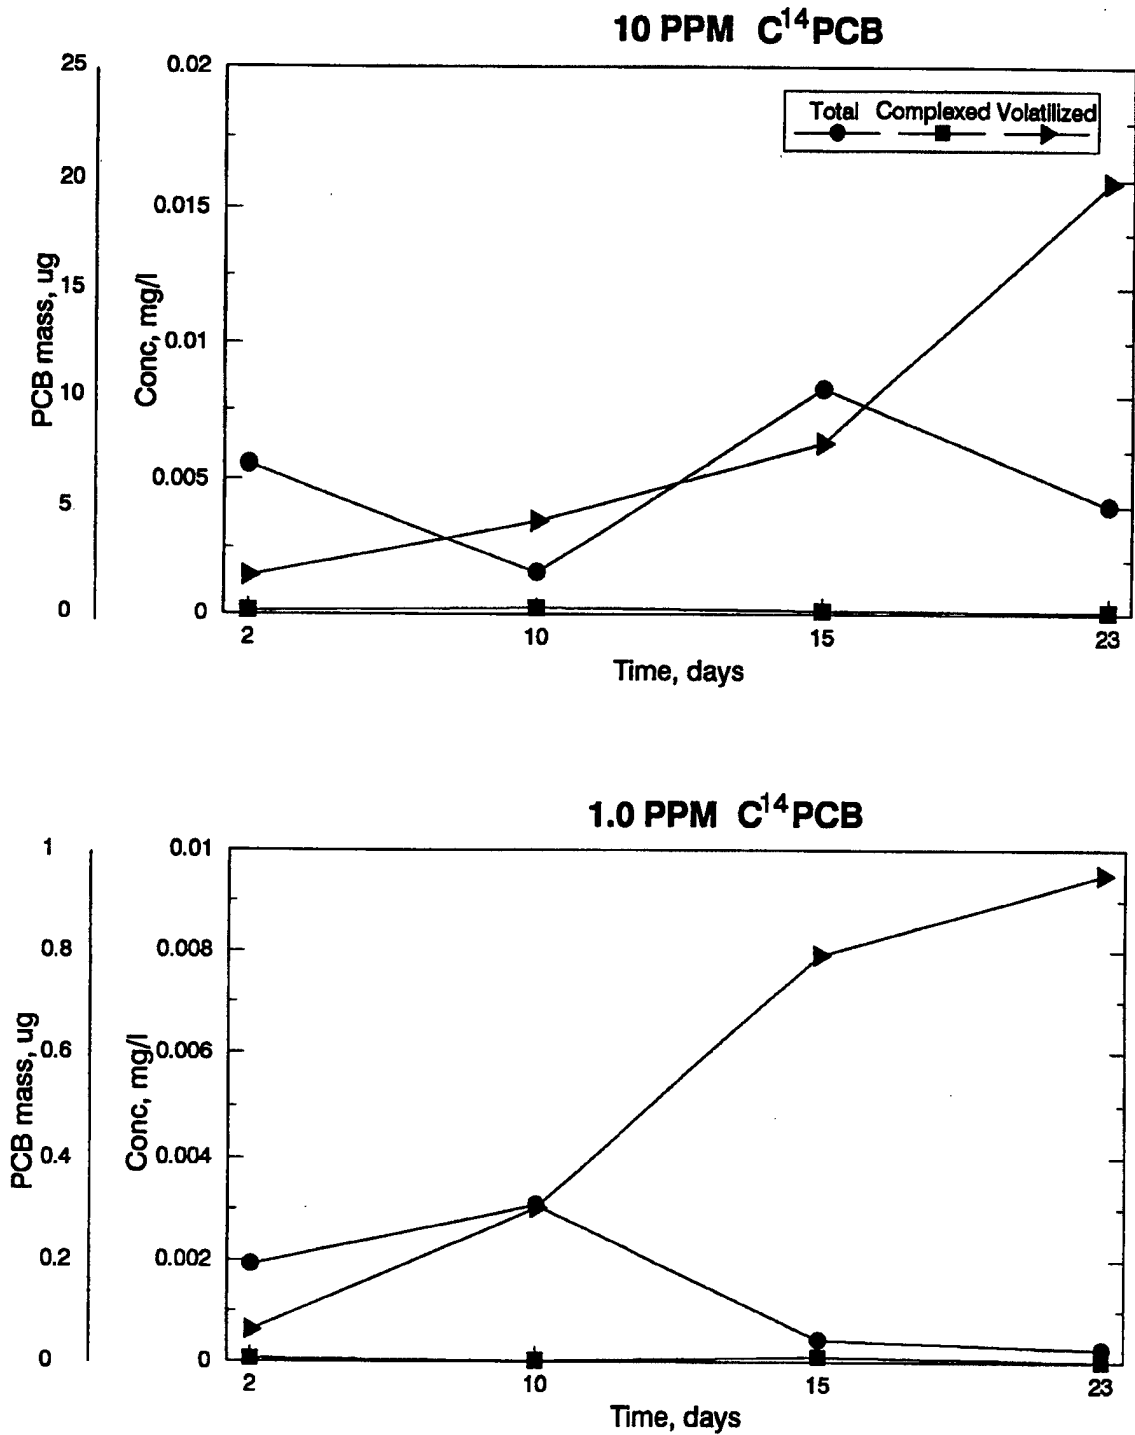 10 PPM C¹⁴PCB
25
20
15
10
5
0
PCB mass, ug
0.02
0.015
0.01
0.005
0
Conc, mg/l
Total Complexed Volatilized
2 10 15 23
Time, days
1.0 PPM C¹⁴PCB
1
0.8
0.6
0.4
0.2
0
PCB mass, ug
0.01
0.008
0.006
0.004
0.002
0
Conc, mg/l
2 10 15 23
Time, days